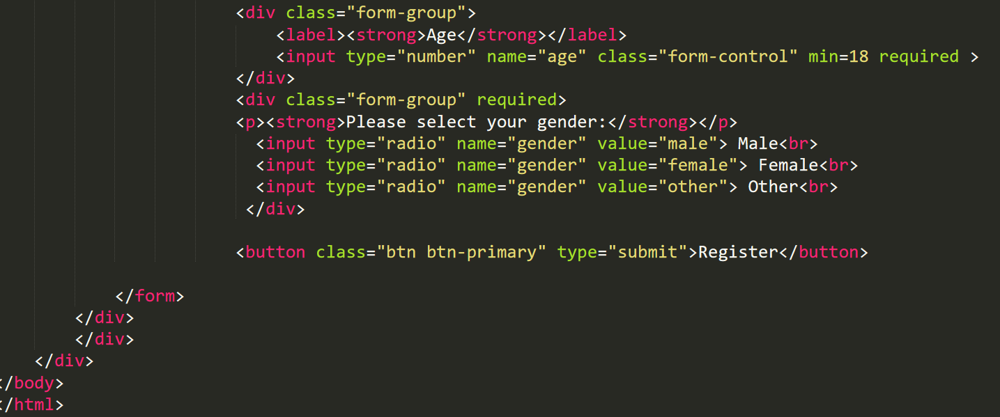 <div class="form-group">
<label><strong>Age</strong></label>
<input type="number" name="age" class="form-control" min=18 required >
</div>
<div class="form-group" required>
<p><strong>Please select your gender:</strong></p>
<input type="radio" name="gender" value="male"> Male<br>
<input type="radio" name="gender" value="female"> Female<br>
<input type="radio" name="gender" value="other"> Other<br>
</div>
<button class="btn btn-primary" type="submit">Register</button>
</form>
</div>
</div>
</div>
</body>
</html>